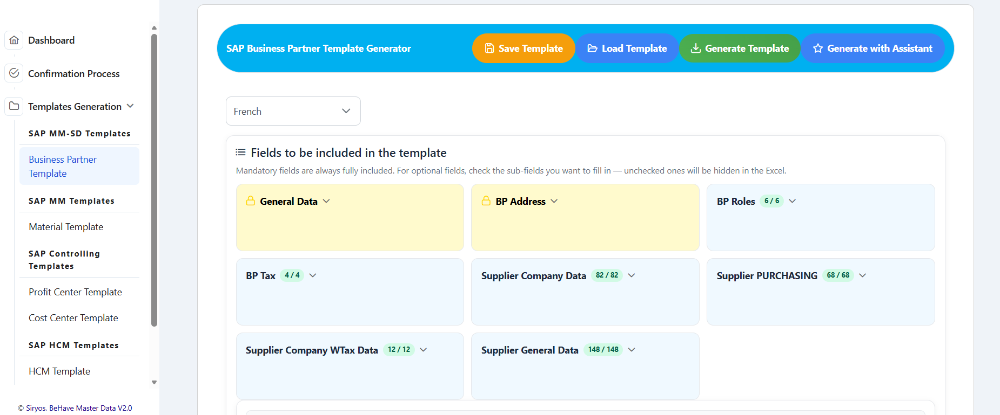 Dashboard
Confirmation Process
Templates Generation
SAP MM-SD Templates
Business Partner
Template
SAP MM Templates
Material Template
SAP Controlling
Templates
Profit Center Template
Cost Center Template
SAP HCM Templates
HCM Template
© Siryos, BeHave Master Data V2.0
SAP Business Partner Template Generator
Save Template
Load Template
Generate Template
Generate with Assistant
French
Fields to be included in the template
Mandatory fields are always fully included. For optional fields, check the sub-fields you want to fill in — unchecked ones will be hidden in the Excel.
General Data
BP Address
BP Roles 6 / 6
BP Tax 4 / 4
Supplier Company Data 82 / 82
Supplier PURCHASING 68 / 68
Supplier Company WTax Data 12 / 12
Supplier General Data 148 / 148